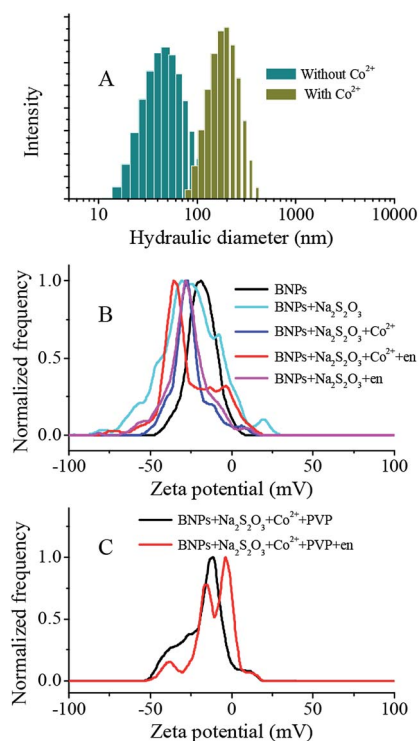 A
Without Co²⁺
With Co²⁺
Intensity
10 100 1000 10000
Hydraulic diameter (nm)
B
BNPs
BNPs+Na₂S₂O₃
BNPs+Na₂S₂O₃+Co²⁺
BNPs+Na₂S₂O₃+Co²⁺+en
BNPs+Na₂S₂O₃+en
Normalized frequency
1.0
0.5
0.0
-100 -50 0 50 100
Zeta potential (mV)
C
BNPs+Na₂S₂O₃+Co²⁺+PVP
BNPs+Na₂S₂O₃+Co²⁺+PVP+en
Normalized frequency
1.0
0.5
0.0
-100 -50 0 50 100
Zeta potential (mV)